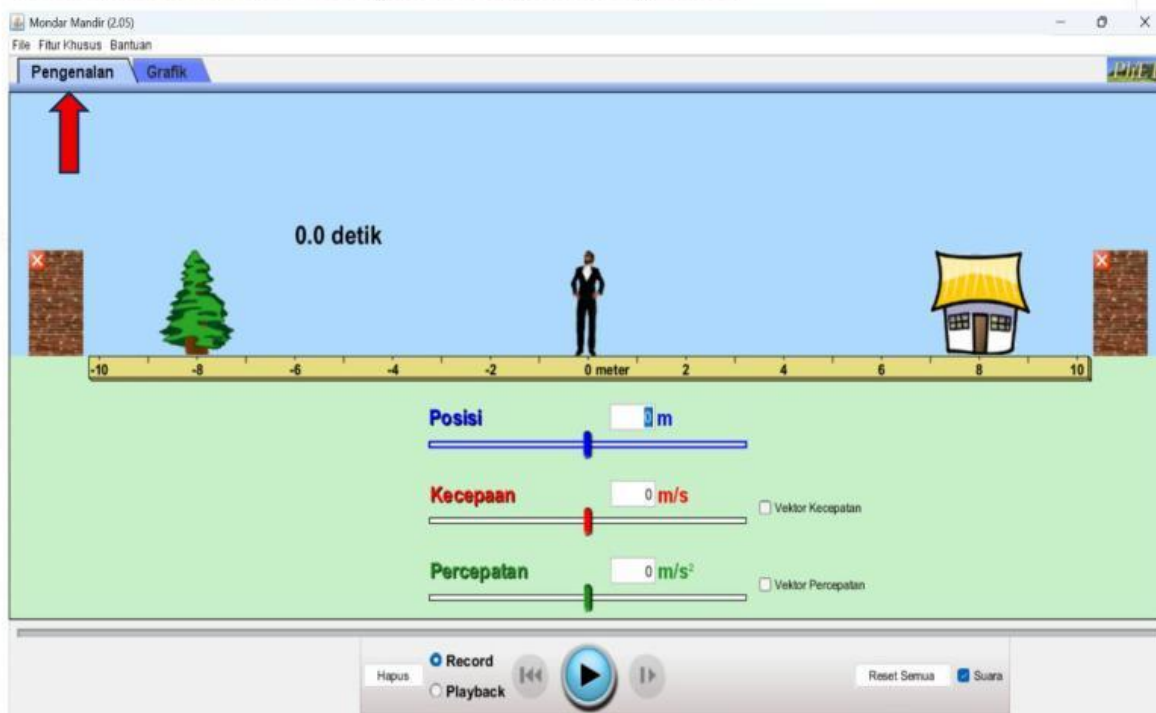 Mondar Mandir (2.05)
File Fitur Khusus Bantuan
Pengenalan Grafik
PhET
0.0 detik
-10 -8 -6 -4 -2 0 meter 2 4 6 8 10
Posisi 0 m
Kecepaan 0 m/s
Vektor Kecepatan
Percepatan 0 m/s²
Vektor Percepatan
Hapus
Record
Playback
Reset Semua
Suara